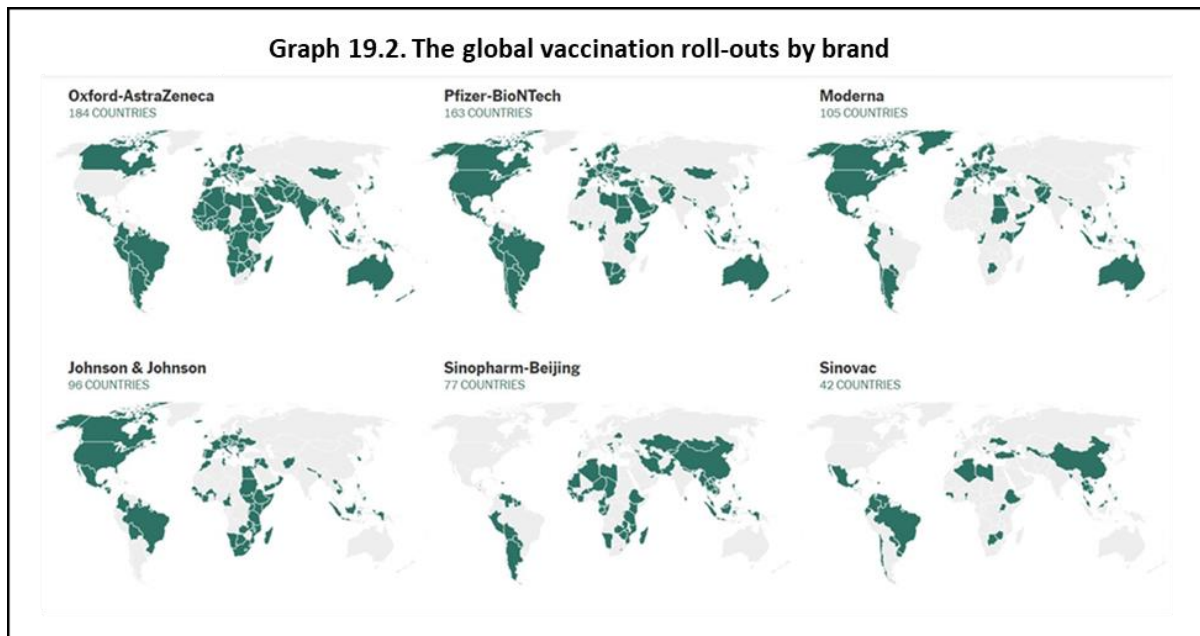 Graph 19.2. The global vaccination roll-outs by brand
Oxford-AstraZeneca
184 COUNTRIES
Pfizer-BioNTech
163 COUNTRIES
Moderna
105 COUNTRIES
Johnson & Johnson
96 COUNTRIES
Sinopharm-Beijing
77 COUNTRIES
Sinovac
42 COUNTRIES